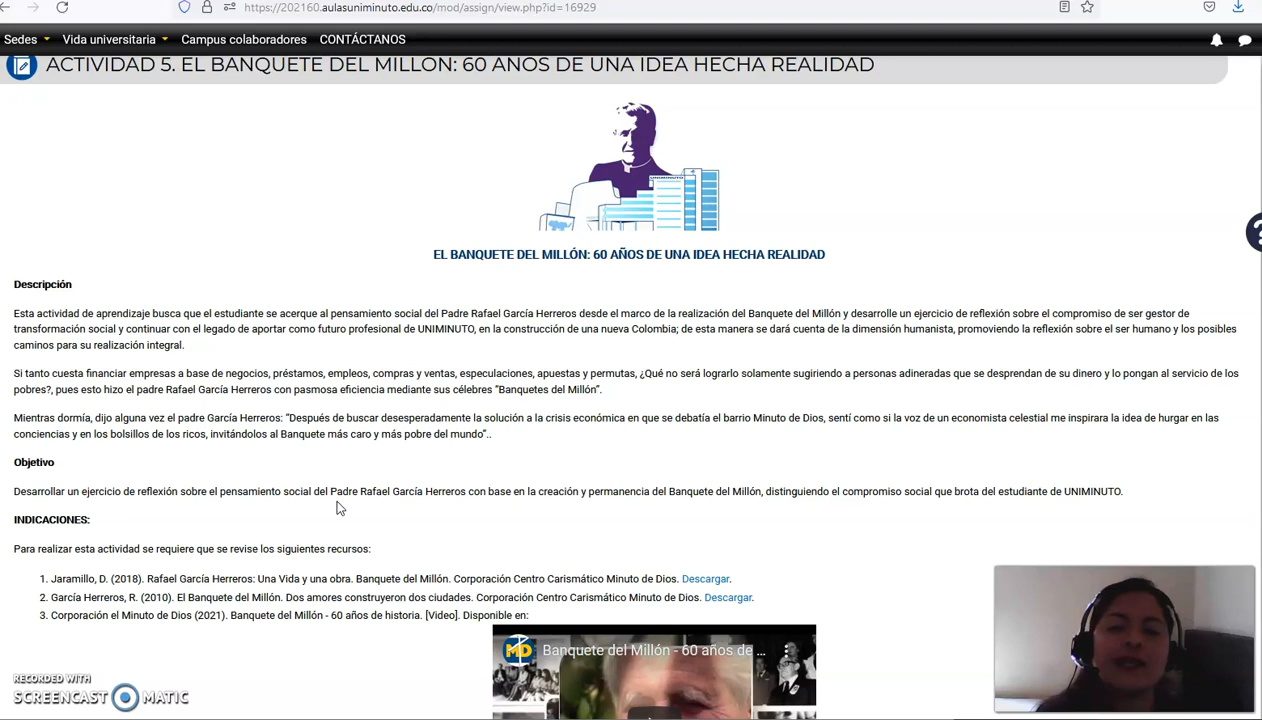 https://202160.aulasuniminuto.edu.co/mod/assign/view.php?id=16929
Sedes Vida universitaria Campus colaboradores CONTÁCTANOS
ACTIVIDAD 5. EL BANQUETE DEL MILLÓN: 60 AÑOS DE UNA IDEA HECHA REALIDAD
UNIMINUTO
EL BANQUETE DEL MILLÓN: 60 AÑOS DE UNA IDEA HECHA REALIDAD
Descripción
Esta actividad de aprendizaje busca que el estudiante se acerque al pensamiento social del Padre Rafael García Herreros desde el marco de la realización del Banquete del Millón y desarrolle un ejercicio de reflexión sobre el compromiso de ser gestor de
transformación social y continuar con el legado de aportar como futuro profesional de UNIMINUTO, en la construcción de una nueva Colombia; de esta manera se dará cuenta de la dimensión humanista, promoviendo la reflexión sobre el ser humano y los posibles
caminos para su realización integral.
Si tanto cuesta financiar empresas a base de negocios, préstamos, empleos, compras y ventas, especulaciones, apuestas y permutas, ¿Qué no será lograrlo solamente sugiriendo a personas adineradas que se desprendan de su dinero y lo pongan al servicio de los
pobres?, pues esto hizo el padre Rafael García Herreros con pasmosa eficiencia mediante sus célebres “Banquetes del Millón”.
Mientras dormía, dijo alguna vez el padre García Herreros: “Después de buscar desesperadamente la solución a la crisis económica en que se debatía el barrio Minuto de Dios, sentí como si la voz de un economista celestial me inspirara la idea de hurgar en las
conciencias y en los bolsillos de los ricos, invitándolos al Banquete más caro y más pobre del mundo”..
Objetivo
Desarrollar un ejercicio de reflexión sobre el pensamiento social del Padre Rafael García Herreros con base en la creación y permanencia del Banquete del Millón, distinguiendo el compromiso social que brota del estudiante de UNIMINUTO.
INDICACIONES:
Para realizar esta actividad se requiere que se revise los siguientes recursos:
1. Jaramillo, D. (2018). Rafael García Herreros: Una Vida y una obra. Banquete del Millón. Corporación Centro Carismático Minuto de Dios. Descargar.
2. García Herreros, R. (2010). El Banquete del Millón. Dos amores construyeron dos ciudades. Corporación Centro Carismático Minuto de Dios. Descargar.
3. Corporación el Minuto de Dios (2021). Banquete del Millón - 60 años de historia. [Video]. Disponible en:
MD Banquete del Millón - 60 años de ...
RECORDED WITH
SCREENCAST MATIC